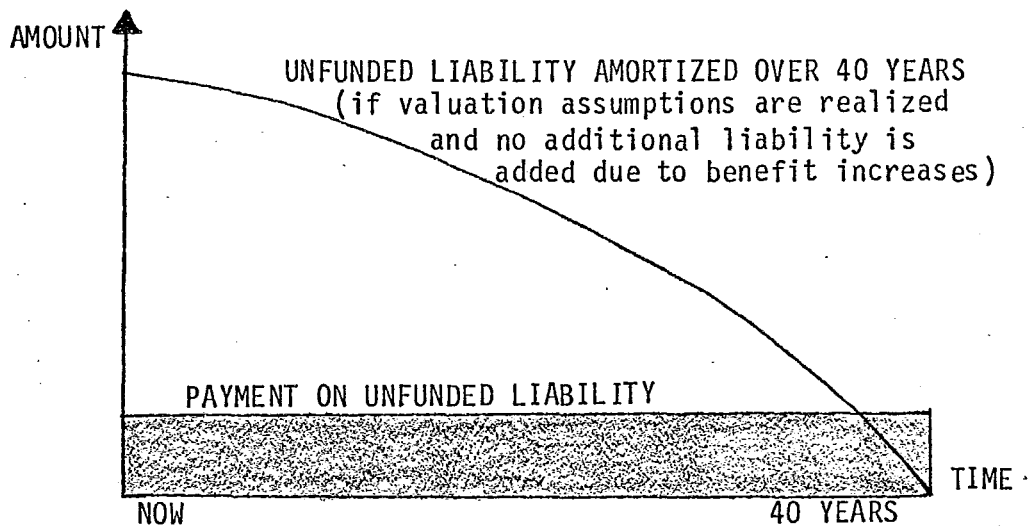 AMOUNT
UNFUNDED LIABILITY AMORTIZED OVER 40 YEARS
(if valuation assumptions are realized
and no additional liability is
added due to benefit increases)
PAYMENT ON UNFUNDED LIABILITY
TIME
NOW
40 YEARS